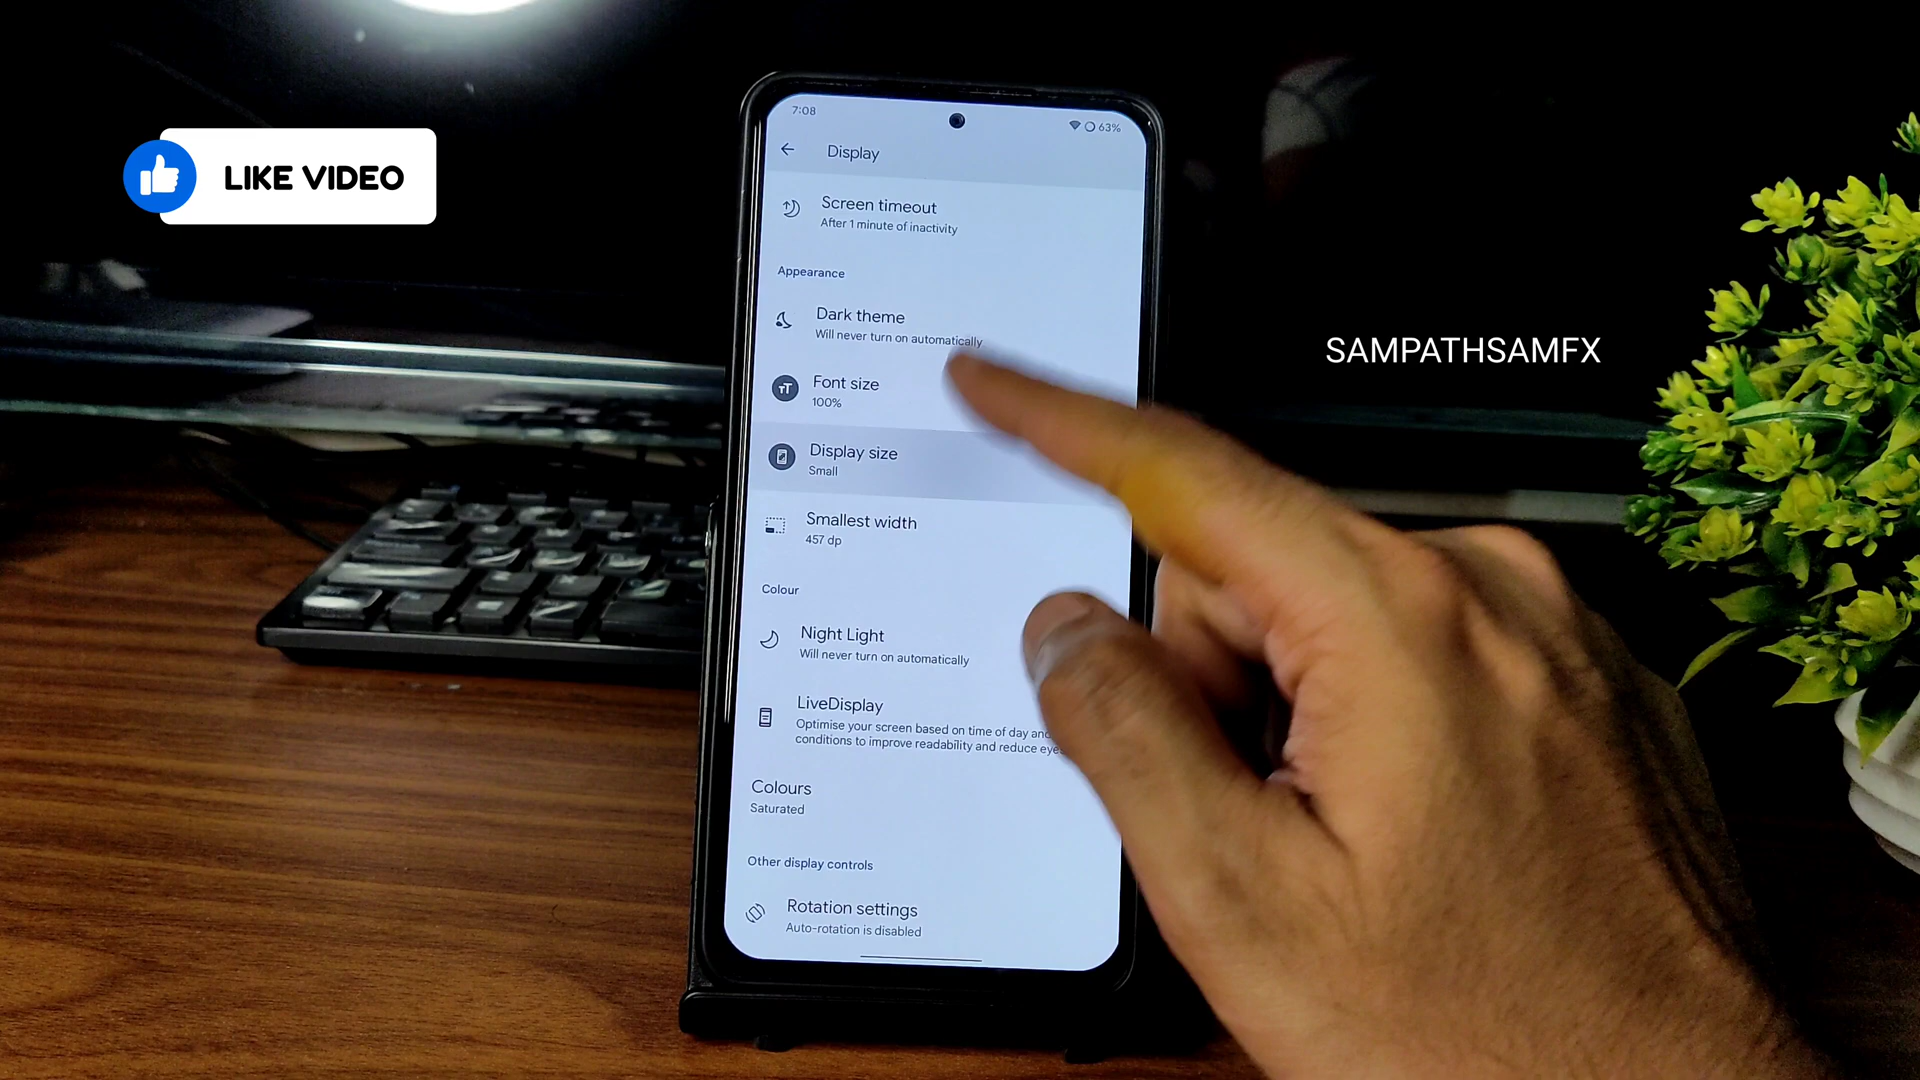 LIKE VIDEO
SAMPATHSAMFX
7:08
63%
Display
Screen timeout
After 1 minute of inactivity
Appearance
Dark theme
Will never turn on automatically
Font size
100%
Display size
Small
Smallest width
457 dp
Colour
Night Light
Will never turn on automatically
LiveDisplay
Optimise your screen based on time of day and
conditions to improve readability and reduce eye
Colours
Saturated
Other display controls
Rotation settings
Auto-rotation is disabled